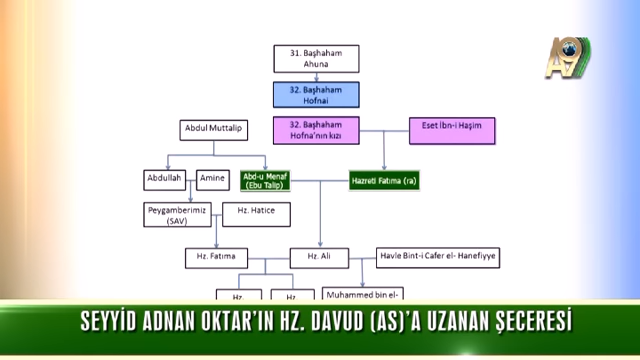 31. Başhaham
Ahuna
A9
32. Başhaham
Hofnai
Abdul Muttalip
32. Başhaham
Hofna'nın kızı
Eset İbn-i Haşim
Abdullah
Amine
Abd-u Menaf
(Ebu Talip)
Hazreti Fatıma (ra)
Peygamberimiz
(SAV)
Hz. Hatice
Hz. Fatıma
Hz. Ali
Havle Bint-i Cafer el- Hanefiyye
Hz.
Hz.
Muhammed bin el-
SEYYİD ADNAN OKTAR'IN HZ. DAVUD (AS)'A UZANAN ŞECERESİ